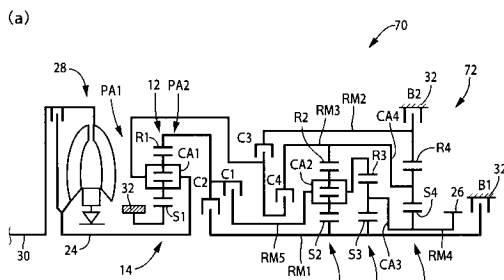 (a)
70
28
PA1
12
PA2
32
B2
72
RM2
CA4
RM3
C3
R2
R1
CA1
R3
R4
C4
CA2
C1
C2
32
26
B1
32
S4
S1
24
30
14
RM5
RM1
S2
S3
CA3
RM4